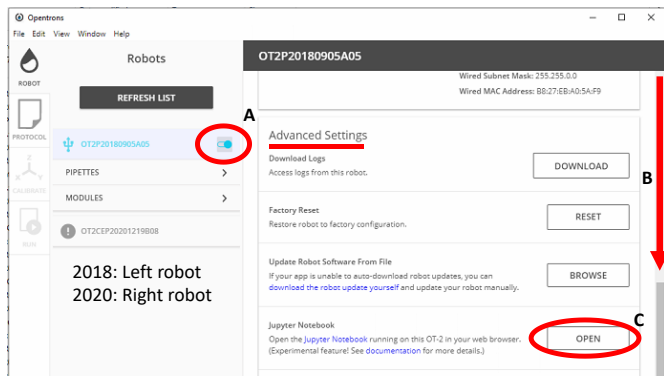 Opentrons
File Edit View Window Help
ROBOT
PROTOCOL
CALIBRATE
RUN
Robots
REFRESH LIST
A
OT2P20180905A05
PIPETTES
MODULES
OT2CEP20201219B08
2018: Left robot
2020: Right robot
OT2P20180905A05
Wired Subnet Mask: 255.255.0.0
Wired MAC Address: B8:27:EB:A0:5A:F9
Advanced Settings
Download Logs
Access logs from this robot.
DOWNLOAD
B
Factory Reset
Restore robot to factory configuration.
RESET
Update Robot Software From File
If your app is unable to auto-download robot updates, you can
download the robot update yourself and update your robot manually.
BROWSE
C
Jupyter Notebook
Open the Jupyter Notebook running on this OT-2 in your web browser.
(Experimental feature! See documentation for more details.)
OPEN